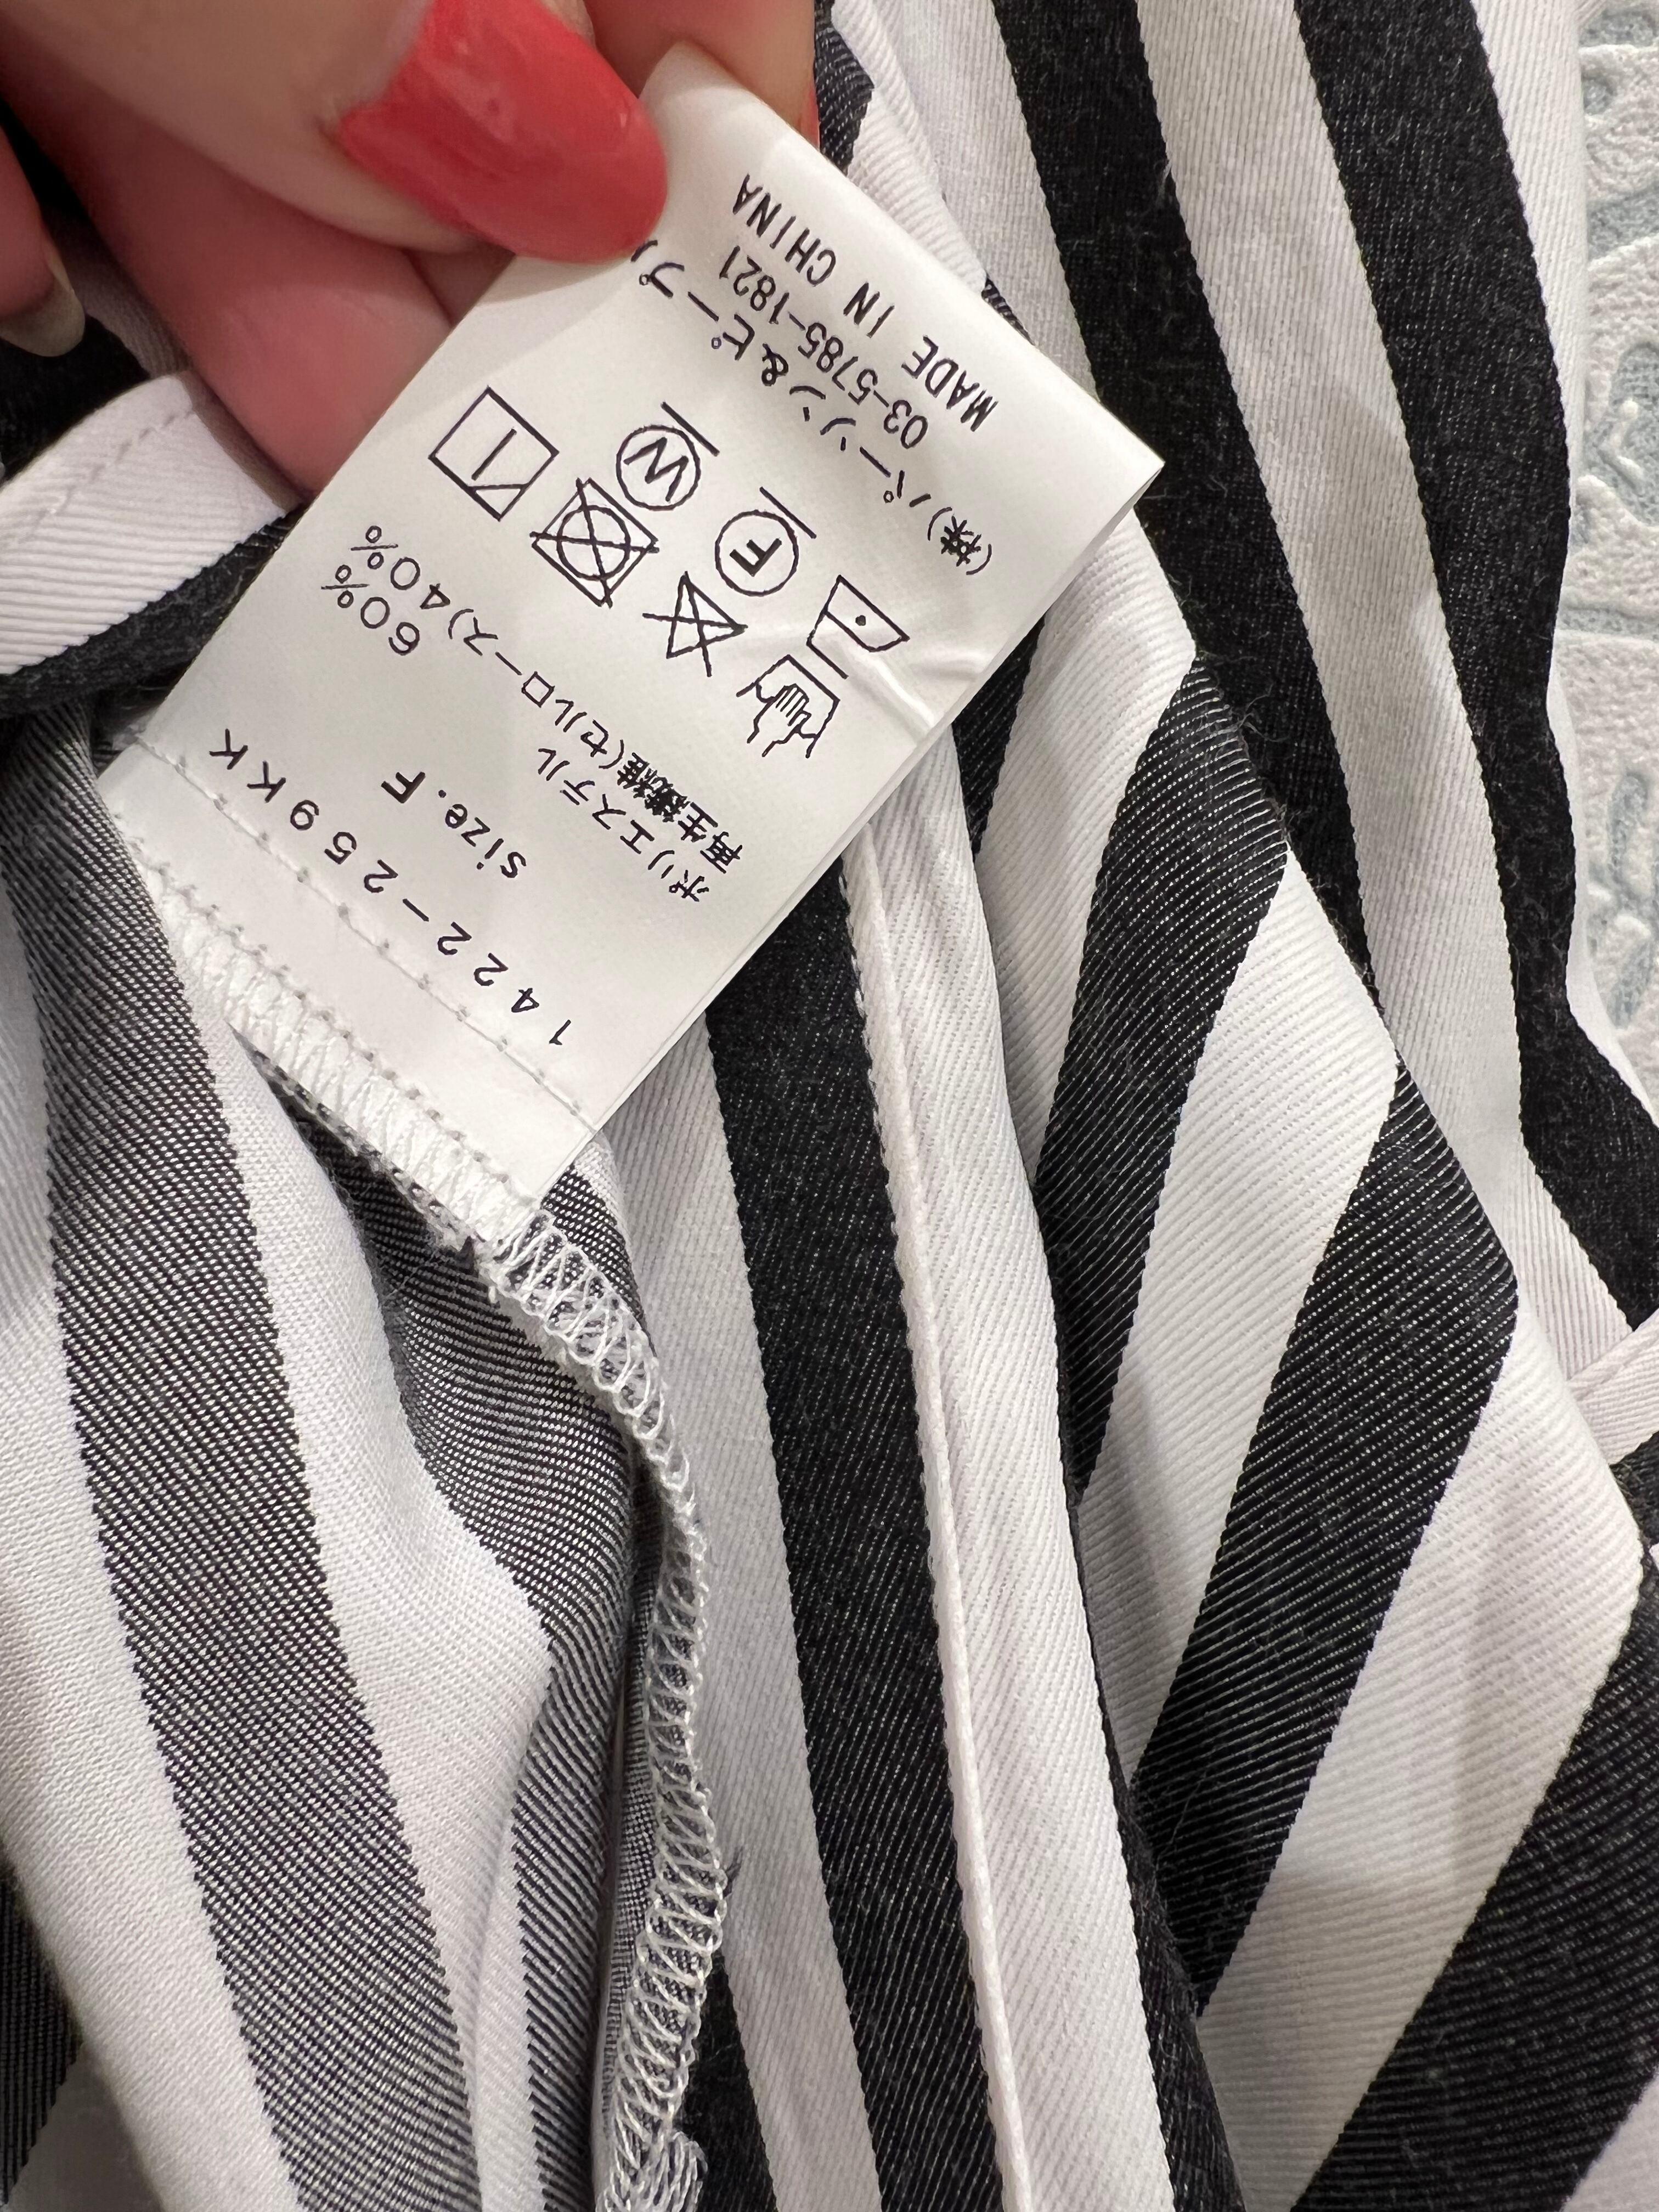 1422-259KK
size.F
ポリエステル 60%
再生繊維(セルロース)40%
F
W
(株)パーソン&ピープル
03-5785-1821
MADE IN CHINA